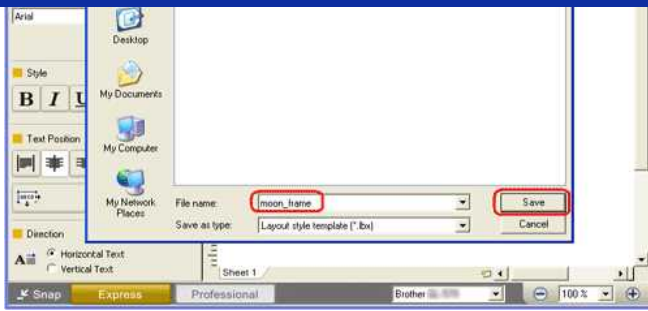 Arial
Desktop
Style
B I U
My Documents
Text Position
My Computer
My Network
Places
File name:
moon_frame
Save
Save as type:
Layout style template (*.lbx)
Cancel
Direction
A
Horizontal Text
Vertical Text
Sheet 1
Snap
Express
Professional
Brother
100 %